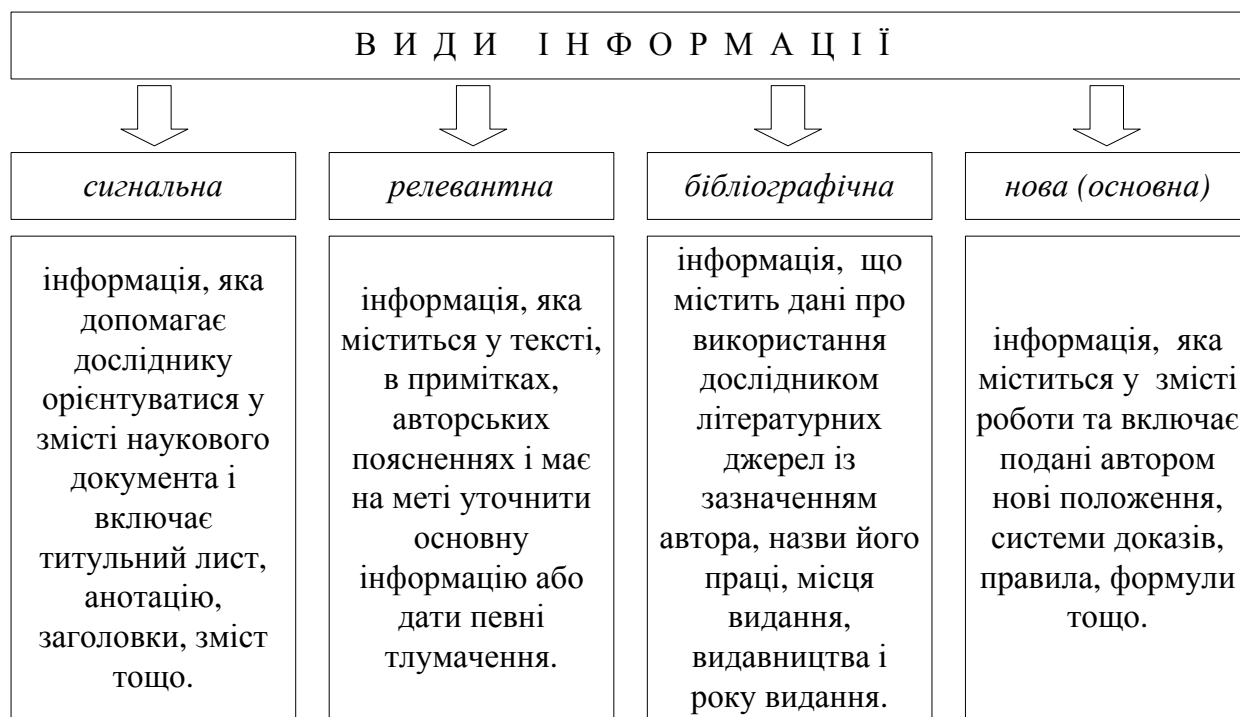 ВИДИ ІНФОРМАЦІЇ
сигнальна
релевантна
бібліографічна
нова (основна)
інформація, яка
допомагає
досліднику
орієнтуватися у
змісті наукового
документа і
включає
титульний лист,
анотацію,
заголовки, зміст
тощо.
інформація, яка
міститься у тексті,
в примітках,
авторських
поясненнях і має
на меті уточнити
основну
інформацію або
дати певні
тлумачення.
інформація, що
містить дані про
використання
дослідником
літературних
джерел із
зазначенням
автора, назви його
праці, місця
видання,
видавництва і
року видання.
інформація, яка
міститься у змісті
роботи та включає
подані автором
нові положення,
системи доказів,
правила, формули
тощо.